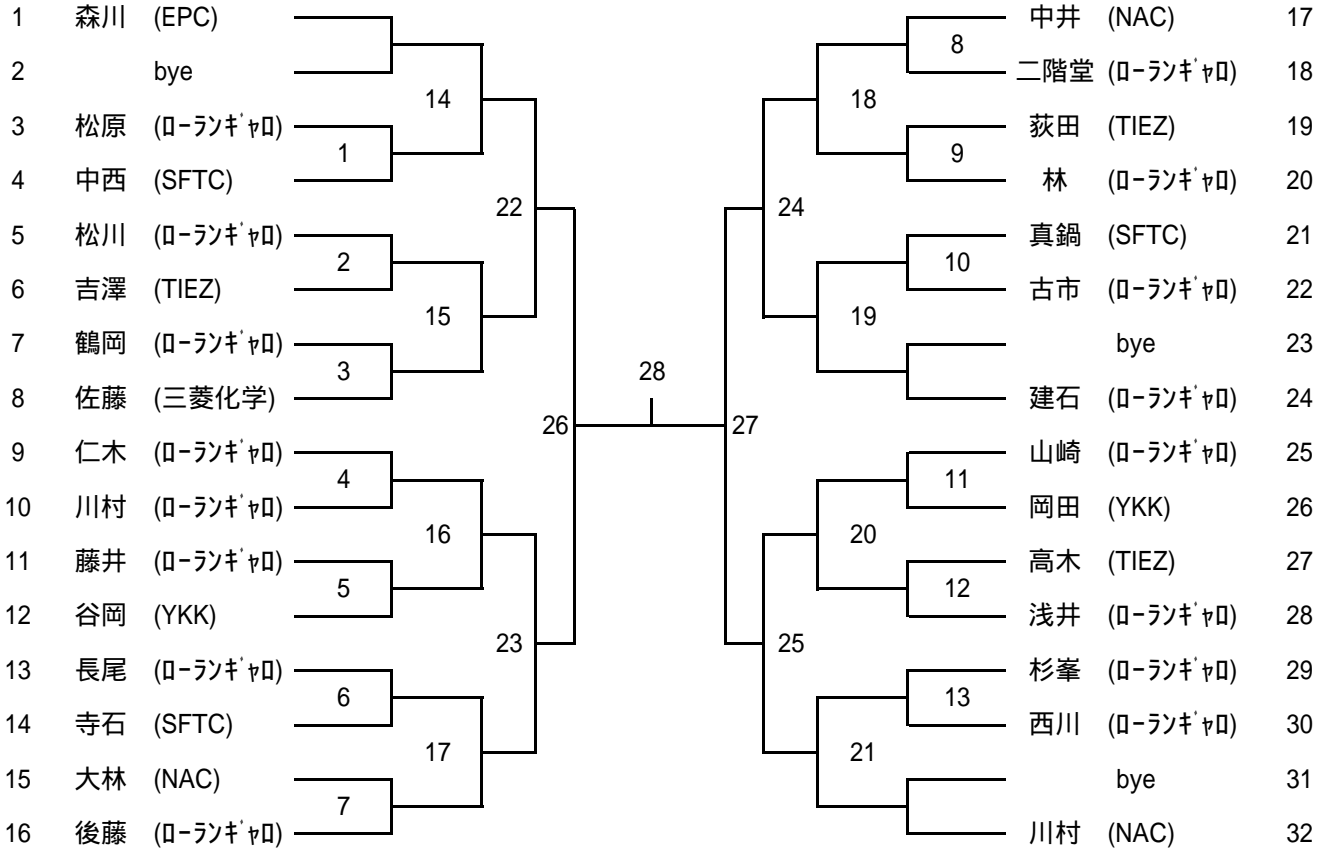 1 森川 (EPC)
2 bye
3 松原 (ﾛｰﾗﾝｷﾞｬﾛ)
4 中西 (SFTC)
5 松川 (ﾛｰﾗﾝｷﾞｬﾛ)
6 吉澤 (TIEZ)
7 鶴岡 (ﾛｰﾗﾝｷﾞｬﾛ)
8 佐藤 (三菱化学)
9 仁木 (ﾛｰﾗﾝｷﾞｬﾛ)
10 川村 (ﾛｰﾗﾝｷﾞｬﾛ)
11 藤井 (ﾛｰﾗﾝｷﾞｬﾛ)
12 谷岡 (YKK)
13 長尾 (ﾛｰﾗﾝｷﾞｬﾛ)
14 寺石 (SFTC)
15 大林 (NAC)
16 後藤 (ﾛｰﾗﾝｷﾞｬﾛ)
1
2
3
4
5
6
7
14
15
16
17
22
23
26
28
27
24
25
18
19
20
21
8
9
10
11
12
13
中井 (NAC) 17
二階堂 (ﾛｰﾗﾝｷﾞｬﾛ) 18
荻田 (TIEZ) 19
林 (ﾛｰﾗﾝｷﾞｬﾛ) 20
真鍋 (SFTC) 21
古市 (ﾛｰﾗﾝｷﾞｬﾛ) 22
bye 23
建石 (ﾛｰﾗﾝｷﾞｬﾛ) 24
山崎 (ﾛｰﾗﾝｷﾞｬﾛ) 25
岡田 (YKK) 26
高木 (TIEZ) 27
浅井 (ﾛｰﾗﾝｷﾞｬﾛ) 28
杉峯 (ﾛｰﾗﾝｷﾞｬﾛ) 29
西川 (ﾛｰﾗﾝｷﾞｬﾛ) 30
bye 31
川村 (NAC) 32